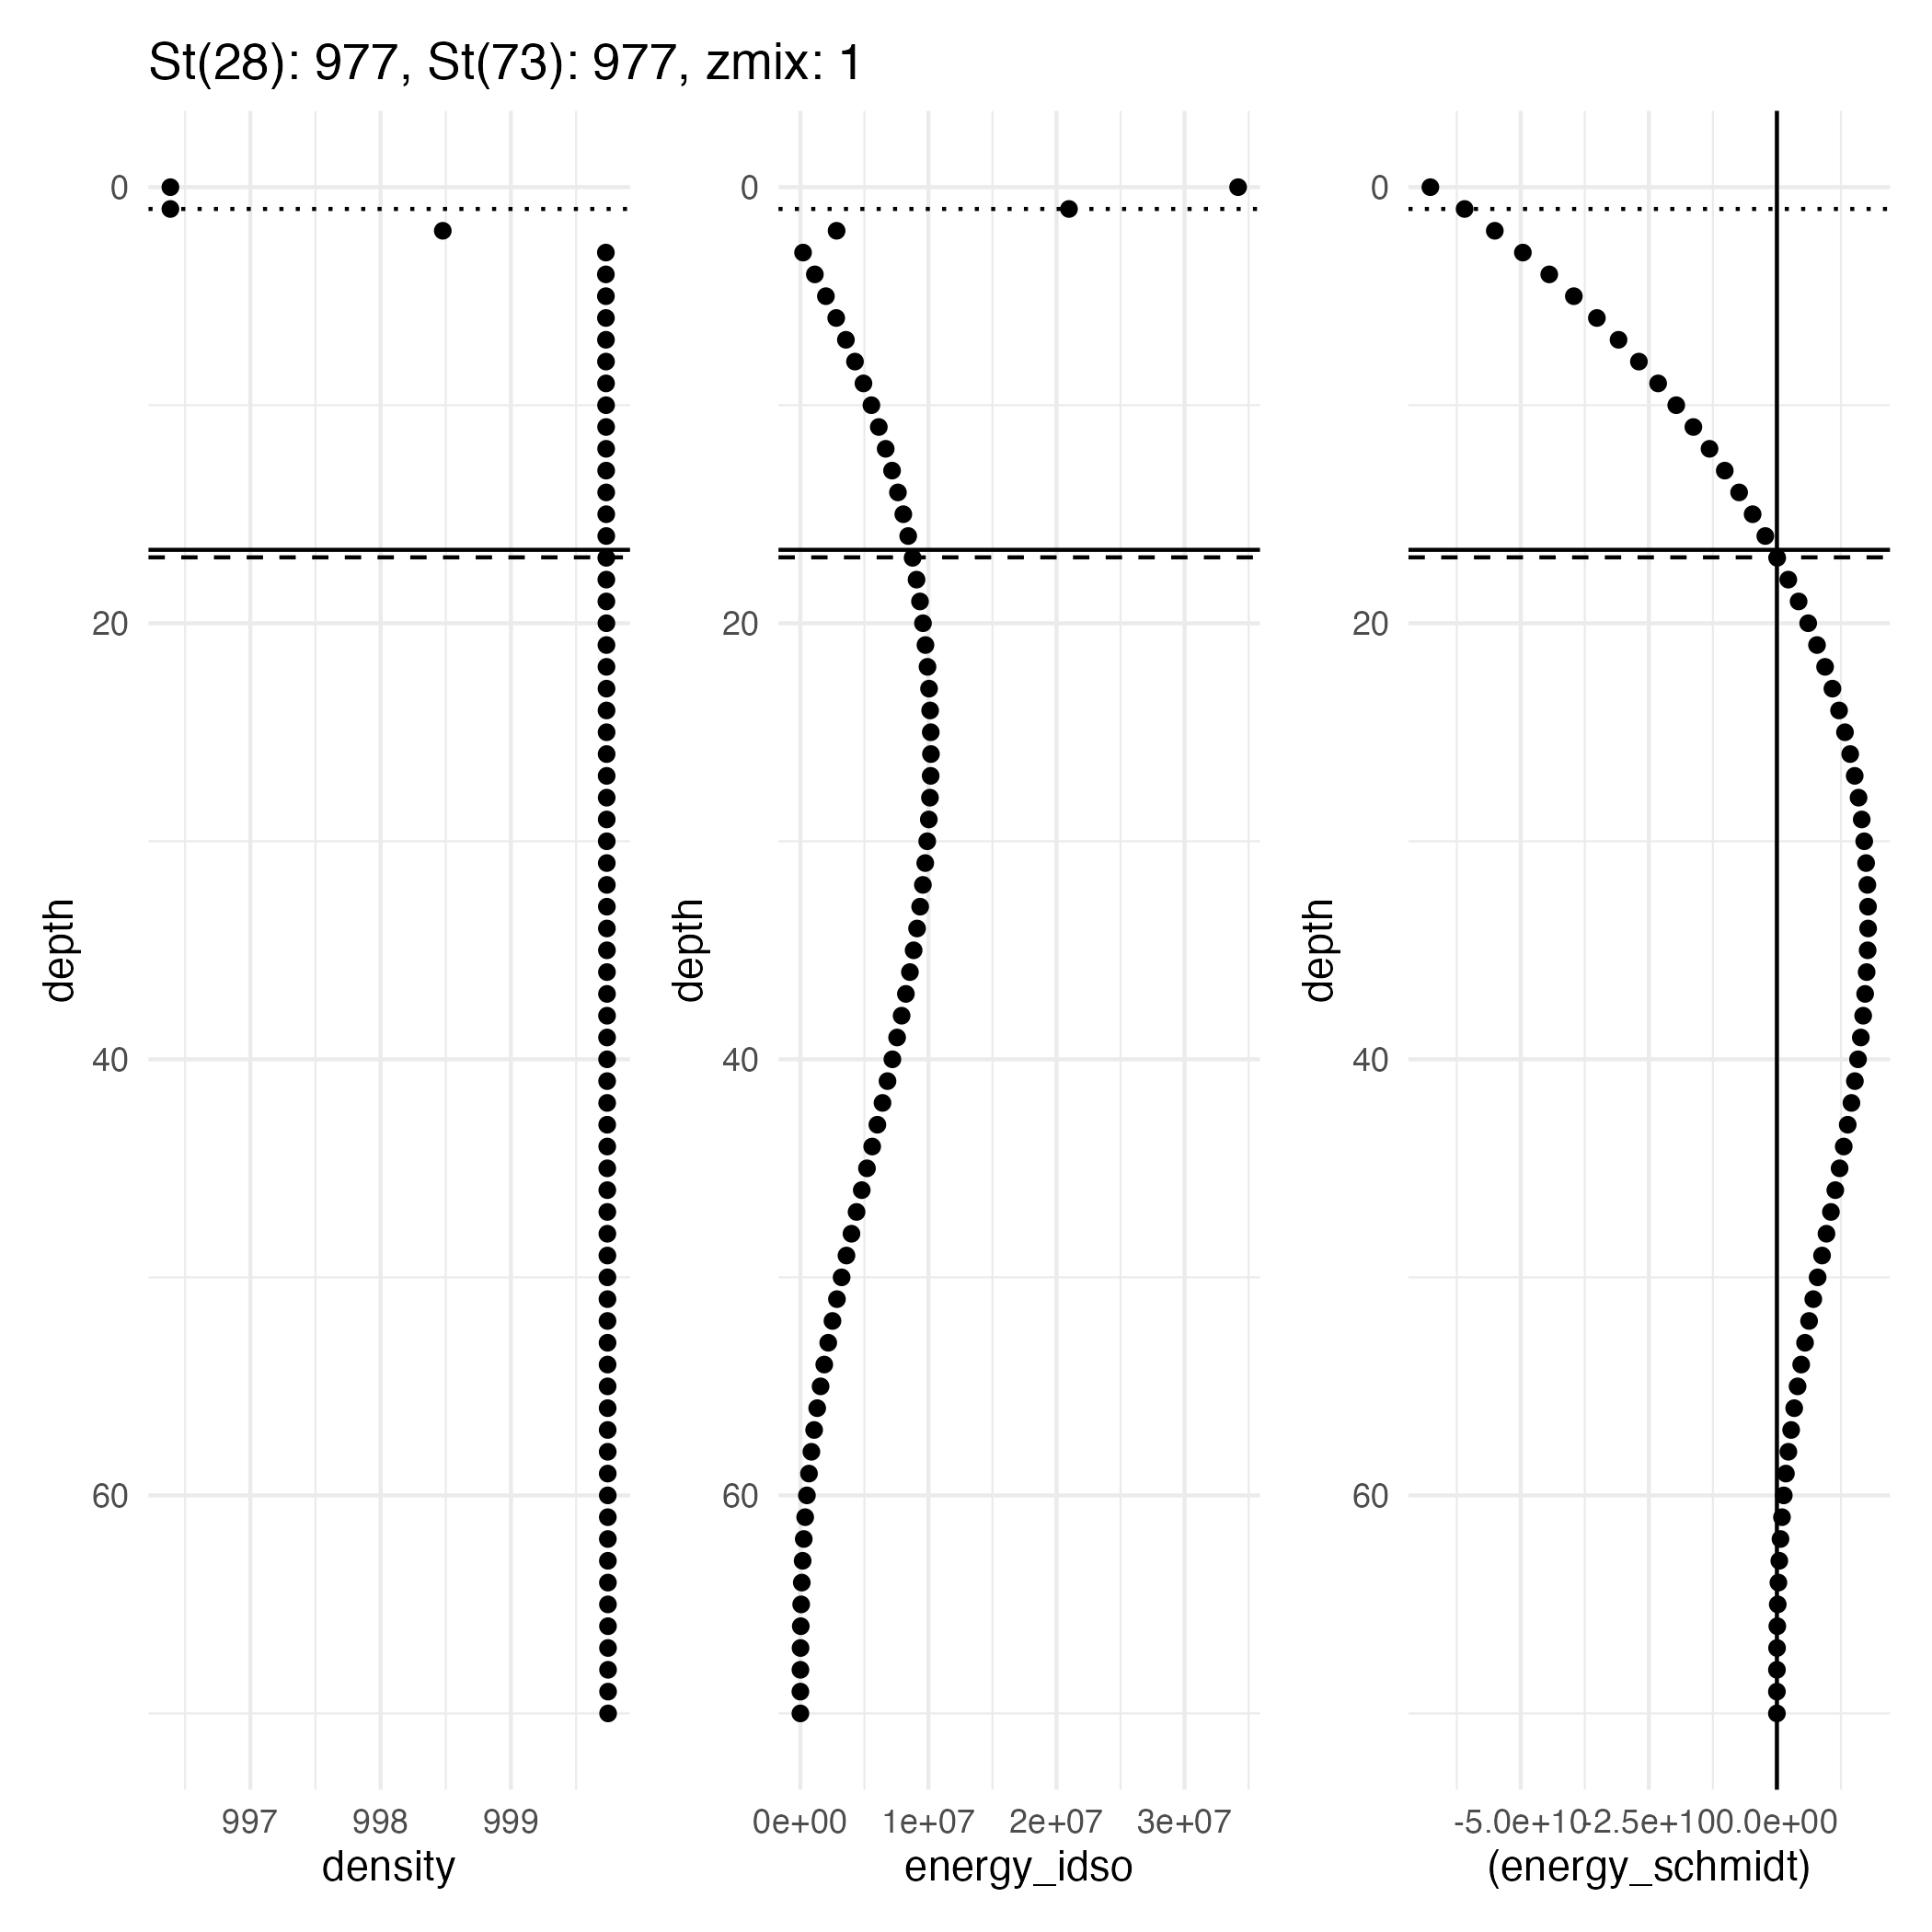 St(28): 977, St(73): 977, zmix: 1
depth
0
20
40
60
997 998 999
density
depth
0
20
40
60
0e+00 1e+07 2e+07 3e+07
energy_idso
depth
0
20
40
60
-5.0e+10 -2.5e+10 0.0e+00
(energy_schmidt)